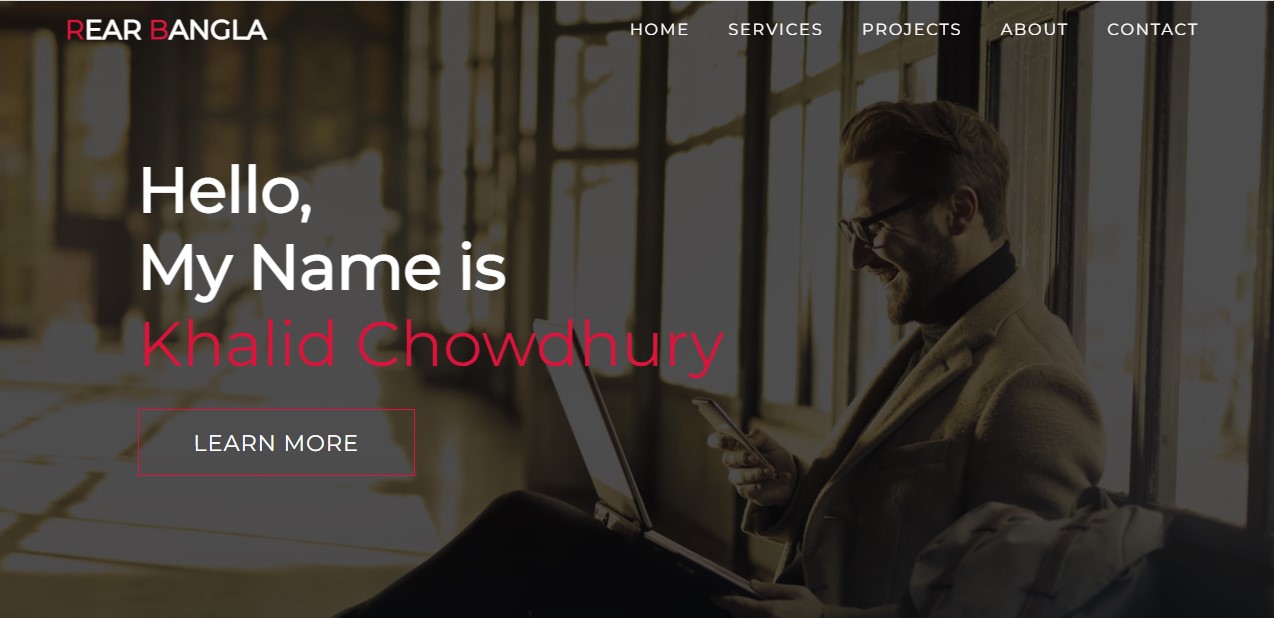 REAR BANGLA
HOME SERVICES PROJECTS ABOUT CONTACT
Hello,
My Name is
Khalid Chowdhury
LEARN MORE